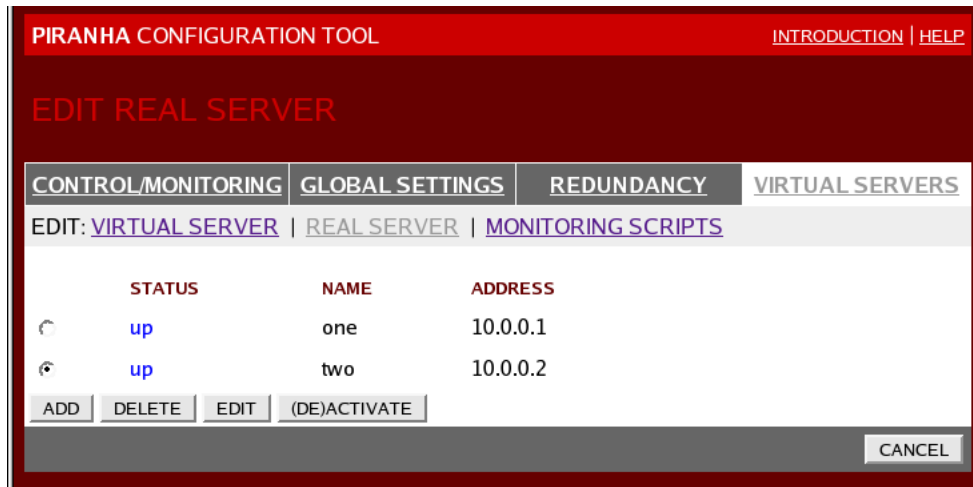 PIRANHA CONFIGURATION TOOL INTRODUCTION | HELP
EDIT REAL SERVER
CONTROL/MONITORING GLOBAL SETTINGS REDUNDANCY VIRTUAL SERVERS
EDIT: VIRTUAL SERVER | REAL SERVER | MONITORING SCRIPTS
STATUS NAME ADDRESS
up one 10.0.0.1
up two 10.0.0.2
ADD DELETE EDIT (DE)ACTIVATE
CANCEL